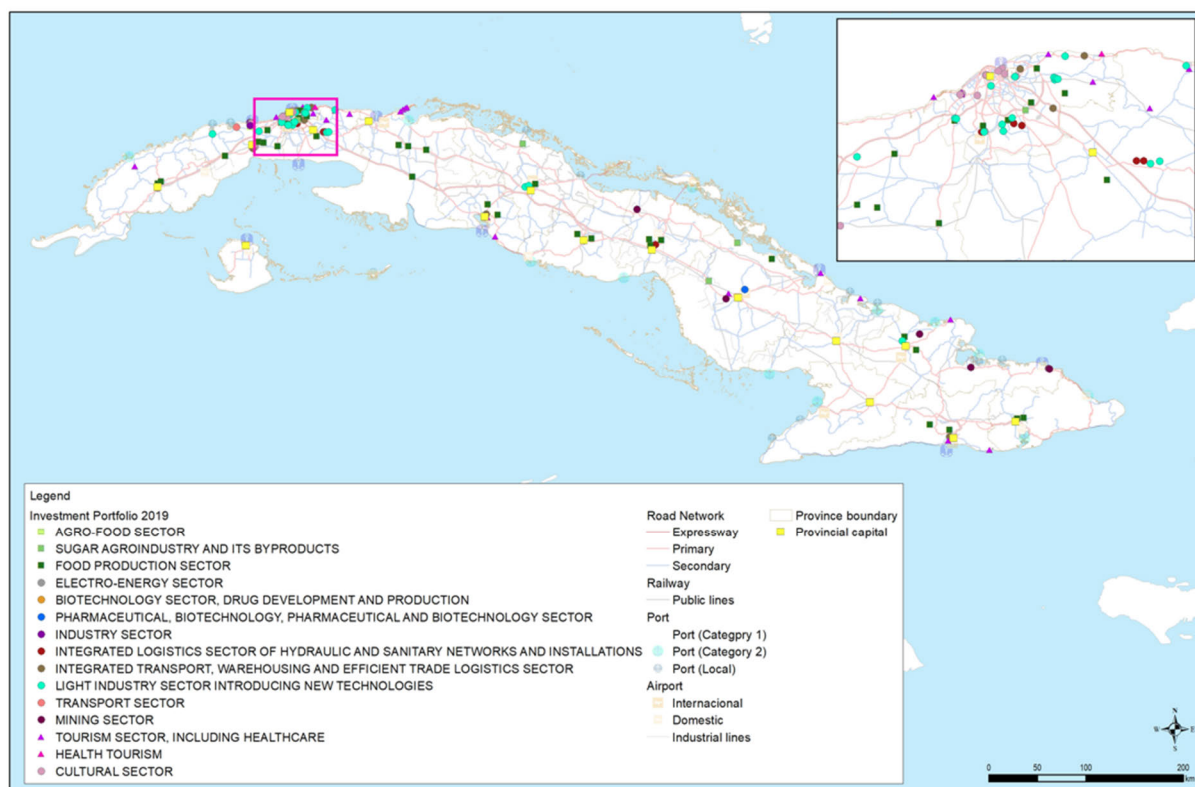 Legend
Investment Portfolio 2019
AGRO-FOOD SECTOR
SUGAR AGROINDUSTRY AND ITS BYPRODUCTS
FOOD PRODUCTION SECTOR
ELECTRO-ENERGY SECTOR
BIOTECHNOLOGY SECTOR, DRUG DEVELOPMENT AND PRODUCTION
PHARMACEUTICAL, BIOTECHNOLOGY, PHARMACEUTICAL AND BIOTECHNOLOGY SECTOR
INDUSTRY SECTOR
INTEGRATED LOGISTICS SECTOR OF HYDRAULIC AND SANITARY NETWORKS AND INSTALLATIONS
INTEGRATED TRANSPORT, WAREHOUSING AND EFFICIENT TRADE LOGISTICS SECTOR
LIGHT INDUSTRY SECTOR INTRODUCING NEW TECHNOLOGIES
TRANSPORT SECTOR
MINING SECTOR
TOURISM SECTOR, INCLUDING HEALTHCARE
HEALTH TOURISM
CULTURAL SECTOR
Road Network
Expressway
Primary
Secondary
Railway
Public lines
Port
Port (Categpry 1)
Port (Category 2)
Port (Local)
Airport
Internacional
Domestic
Industrial lines
Province boundary
Provincial capital
N
W E
S
0 50 100 200
km